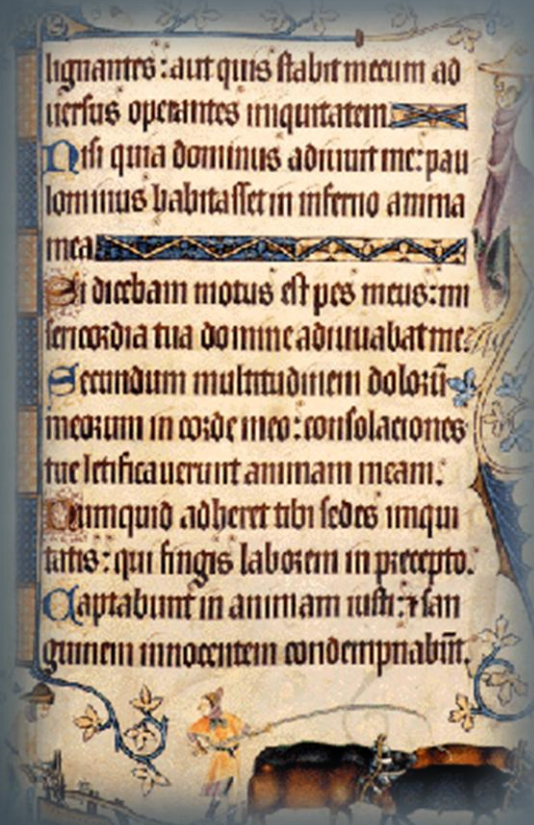 lignantes: aut quis stabit mecum ad
uersus operantes iniquitatem
Nisi quia dominus adiuuit me: pau
lominus habitasset in inferno anima
mea
Si dicebam motus est pes meus: mi
sericordia tua domine adiuuabat me:
Secundum multitudinem dolorū
meorum in corde meo: consolaciones
tue letificauerunt animam meam.
Numquid adheret tibi sedes iniqui
tatis: qui fingis laborem in precepto.
Captabunt in animam iusti: ⁊ san
guinem innocentem condempnabūt.